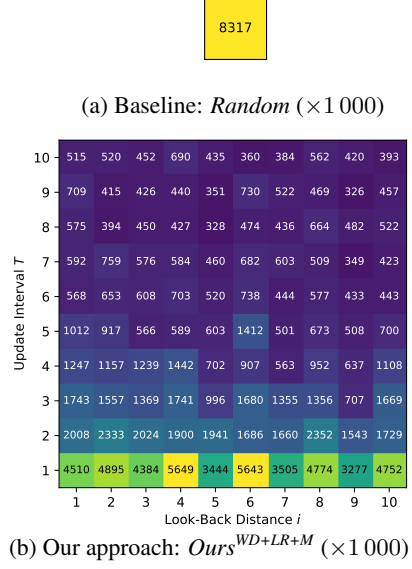 8317
(a) Baseline: Random (×1 000)
Update Interval T
10 515 520 452 690 435 360 384 562 420 393
9 709 415 426 440 351 730 522 469 326 457
8 575 394 450 427 328 474 436 664 482 522
7 592 759 576 584 460 682 603 509 349 423
6 568 653 608 703 520 738 444 577 433 443
5 1012 917 566 589 603 1412 501 673 508 700
4 1247 1157 1239 1442 702 907 563 952 637 1108
3 1743 1557 1369 1741 996 1680 1355 1356 707 1669
2 2008 2333 2024 1900 1941 1686 1660 2352 1543 1729
1 4510 4895 4384 5649 3444 5643 3505 4774 3277 4752
1 2 3 4 5 6 7 8 9 10
Look-Back Distance i
(b) Our approach: Ours^WD+LR+M (×1 000)